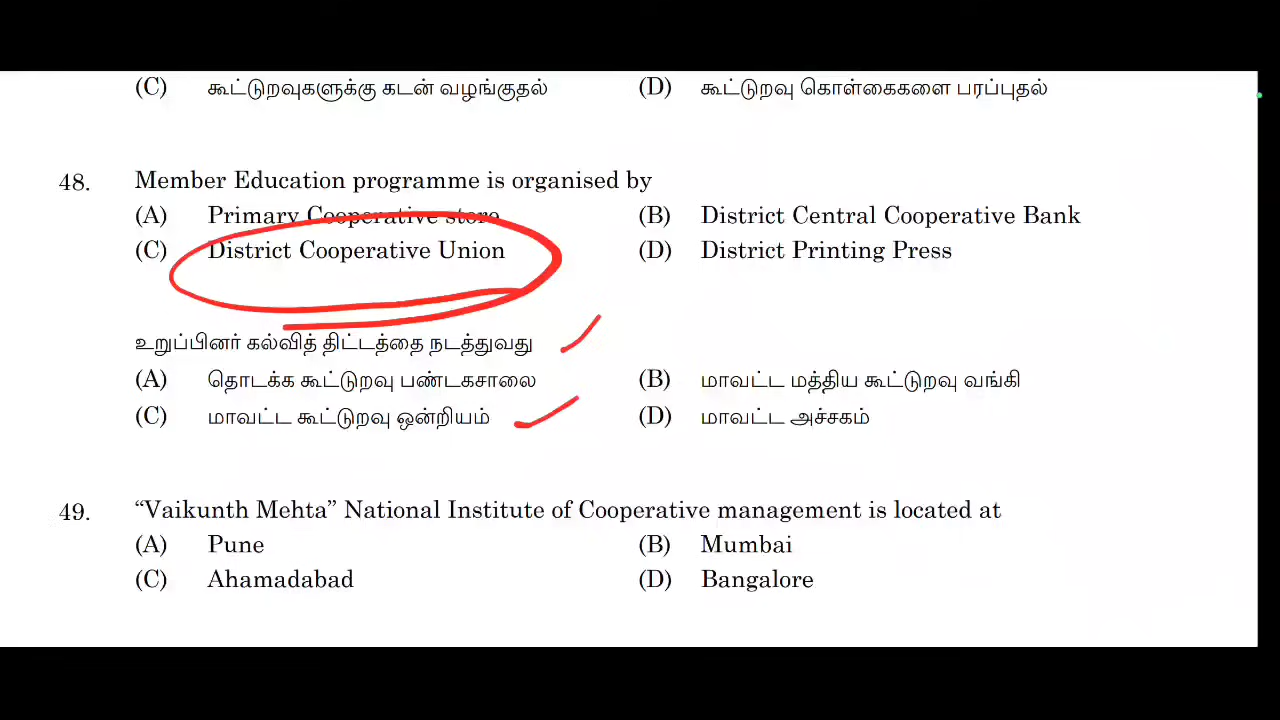 (C) கூட்டுறவுகளுக்கு கடன் வழங்குதல் (D) கூட்டுறவு கொள்கைகளை பரப்புதல்
48. Member Education programme is organised by
(A) Primary Cooperative store (B) District Central Cooperative Bank
(C) District Cooperative Union (D) District Printing Press
உறுப்பினர் கல்வித் திட்டத்தை நடத்துவது
(A) தொடக்க கூட்டுறவு பண்டகசாலை (B) மாவட்ட மத்திய கூட்டுறவு வங்கி
(C) மாவட்ட கூட்டுறவு ஒன்றியம் (D) மாவட்ட அச்சகம்
49. “Vaikunth Mehta” National Institute of Cooperative management is located at
(A) Pune (B) Mumbai
(C) Ahamadabad (D) Bangalore